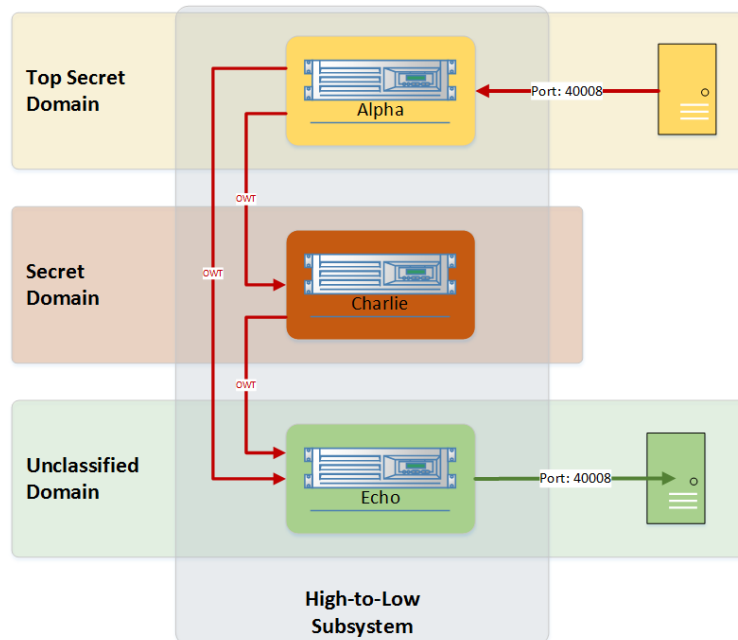 Top Secret
Domain
Alpha
Port: 40008
OWT
Secret
Domain
OWT
Charlie
OWT
Unclassified
Domain
Echo
Port: 40008
High-to-Low
Subsystem